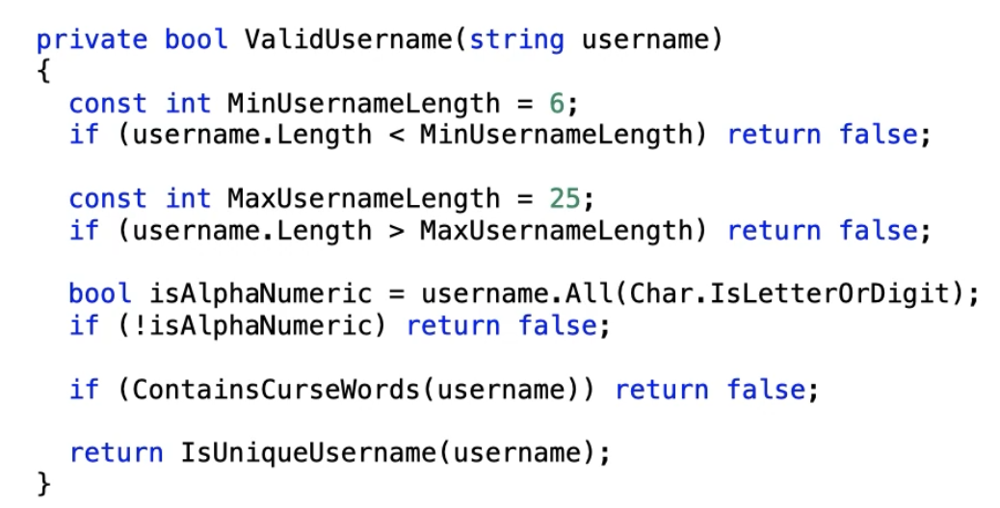 private bool ValidUsername(string username)
{
  const int MinUsernameLength = 6;
  if (username.Length < MinUsernameLength) return false;

  const int MaxUsernameLength = 25;
  if (username.Length > MaxUsernameLength) return false;

  bool isAlphaNumeric = username.All(Char.IsLetterOrDigit);
  if (!isAlphaNumeric) return false;

  if (ContainsCurseWords(username)) return false;

  return IsUniqueUsername(username);
}